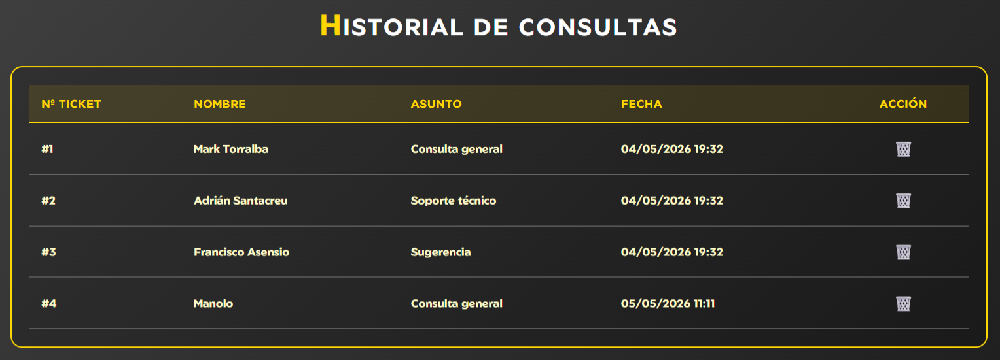 HISTORIAL DE CONSULTAS
Nº TICKET NOMBRE ASUNTO FECHA ACCIÓN
#1 Mark Torralba Consulta general 04/05/2026 19:32
#2 Adrián Santacreu Soporte técnico 04/05/2026 19:32
#3 Francisco Asensio Sugerencia 04/05/2026 19:32
#4 Manolo Consulta general 05/05/2026 11:11